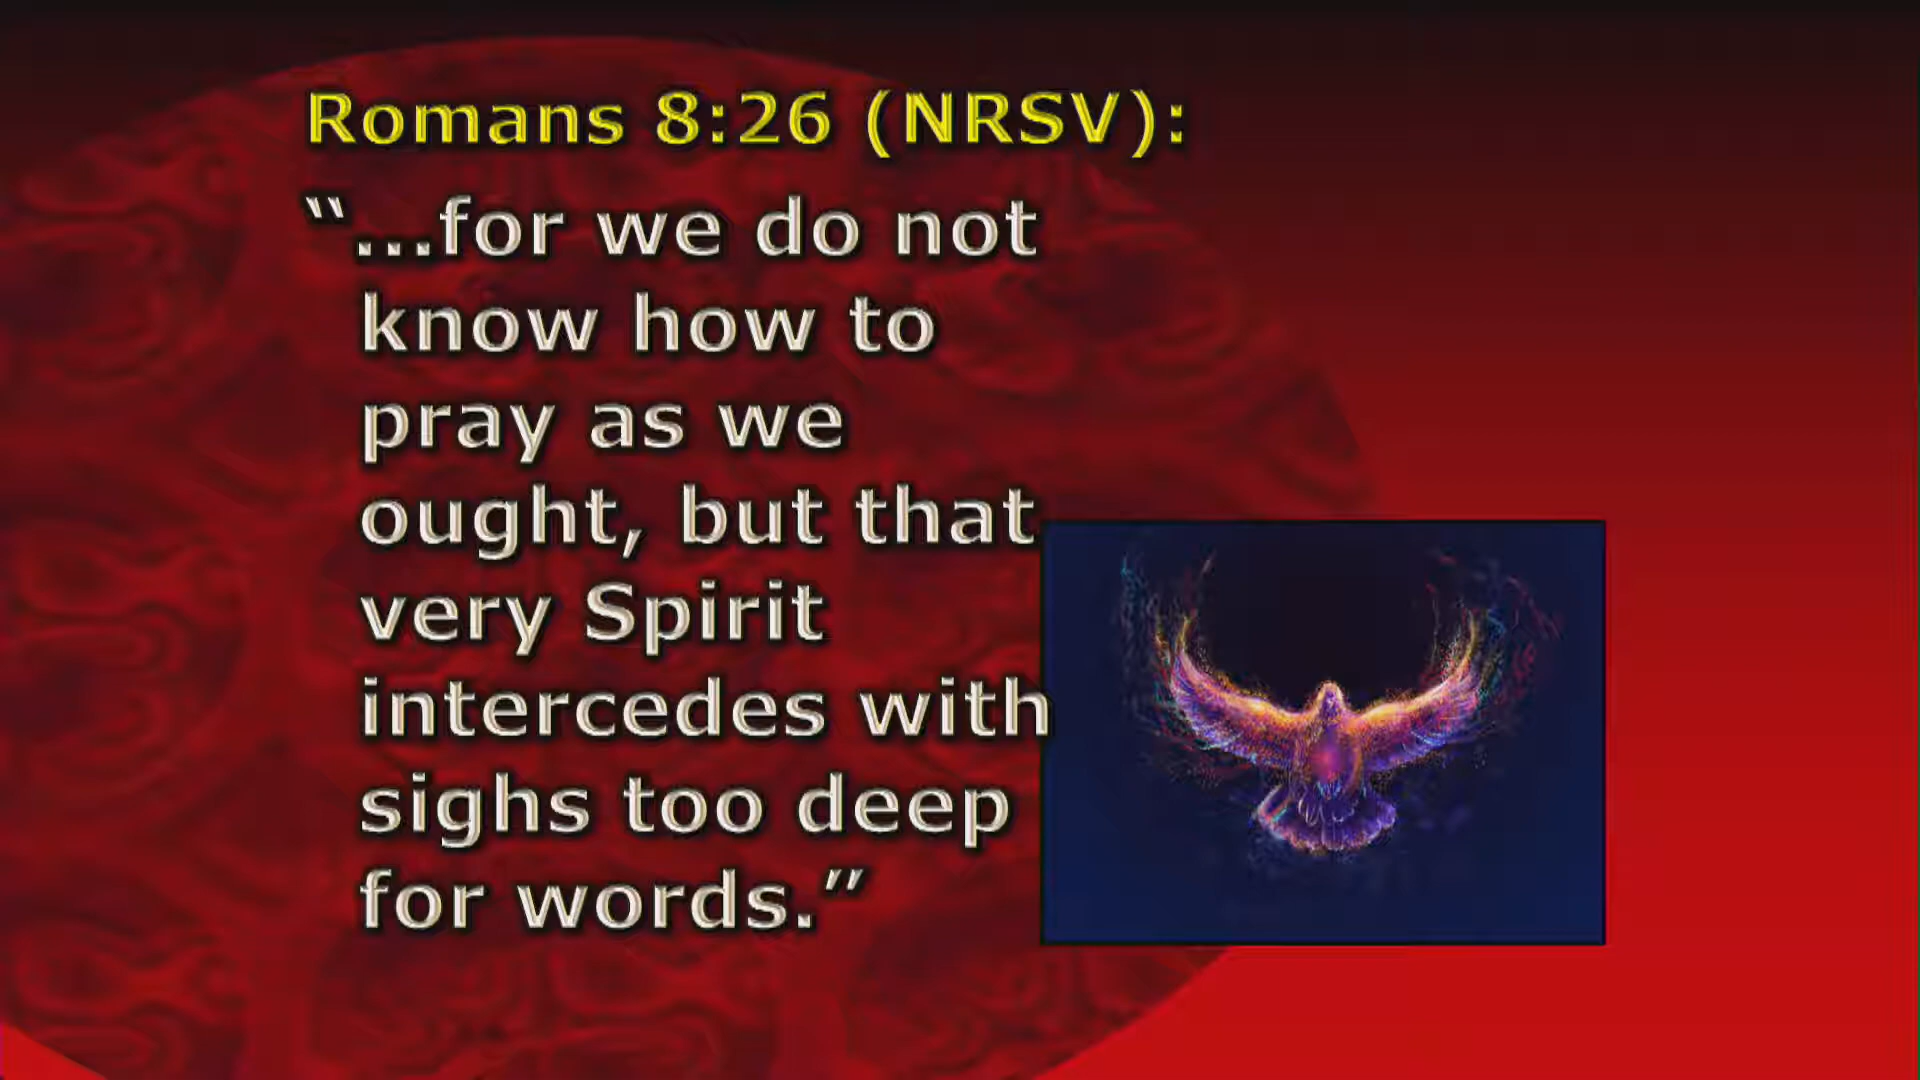 Romans 8:26 (NRSV):
“...for we do not
know how to
pray as we
ought, but that
very Spirit
intercedes with
sighs too deep
for words.”